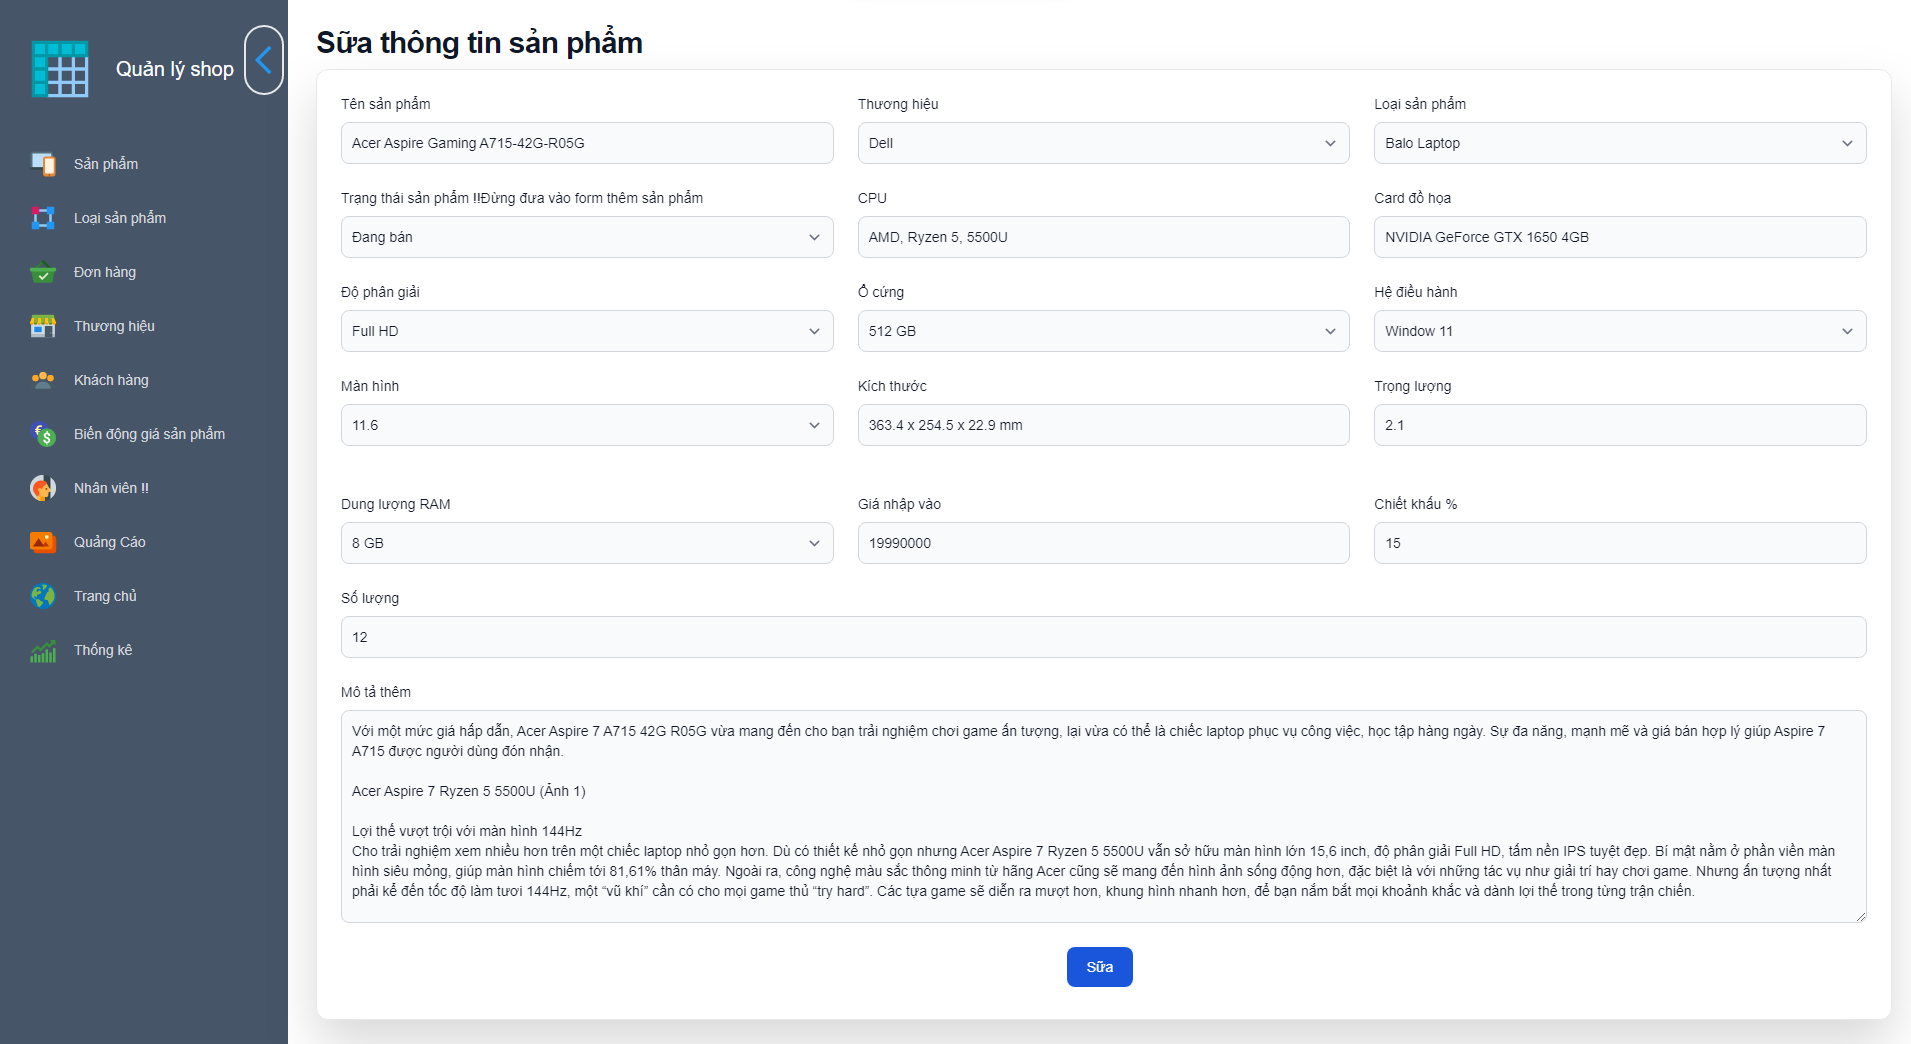 Quản lý shop
Sản phẩm
Loại sản phẩm
Đơn hàng
Thương hiệu
Khách hàng
Biến động giá sản phẩm
Nhân viên !!
Quảng Cáo
Trang chủ
Thống kê
Sữa thông tin sản phẩm
Tên sản phẩm
Acer Aspire Gaming A715-42G-R05G
Thương hiệu
Dell
Loại sản phẩm
Balo Laptop
Trạng thái sản phẩm !!Đừng đưa vào form thêm sản phẩm
Đang bán
CPU
AMD, Ryzen 5, 5500U
Card đồ họa
NVIDIA GeForce GTX 1650 4GB
Độ phân giải
Full HD
Ổ cứng
512 GB
Hệ điều hành
Window 11
Màn hình
11.6
Kích thước
363.4 x 254.5 x 22.9 mm
Trọng lượng
2.1
Dung lượng RAM
8 GB
Giá nhập vào
19990000
Chiết khấu %
15
Số lượng
12
Mô tả thêm
Với một mức giá hấp dẫn, Acer Aspire 7 A715 42G R05G vừa mang đến cho bạn trải nghiệm chơi game ấn tượng, lại vừa có thể là chiếc laptop phục vụ công việc, học tập hàng ngày. Sự đa năng, mạnh mẽ và giá bán hợp lý giúp Aspire 7
A715 được người dùng đón nhận.
Acer Aspire 7 Ryzen 5 5500U (Ảnh 1)
Lợi thế vượt trội với màn hình 144Hz
Cho trải nghiệm xem nhiều hơn trên một chiếc laptop nhỏ gọn hơn. Dù có thiết kế nhỏ gọn nhưng Acer Aspire 7 Ryzen 5 5500U vẫn sở hữu màn hình lớn 15,6 inch, độ phân giải Full HD, tấm nền IPS tuyệt đẹp. Bí mật nằm ở phần viền màn
hình siêu mỏng, giúp màn hình chiếm tới 81,61% thân máy. Ngoài ra, công nghệ màu sắc thông minh từ hãng Acer cũng sẽ mang đến hình ảnh sống động hơn, đặc biệt là với những tác vụ như giải trí hay chơi game. Nhưng ấn tượng nhất
phải kể đến tốc độ làm tươi 144Hz, một “vũ khí” cần có cho mọi game thủ “try hard”. Các tựa game sẽ diễn ra mượt hơn, khung hình nhanh hơn, để bạn nắm bắt mọi khoảnh khắc và dành lợi thế trong từng trận chiến.
Sữa